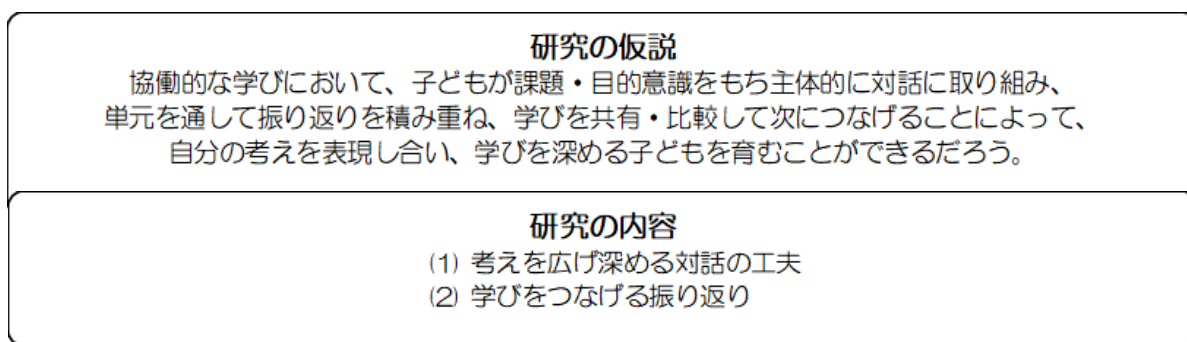 研究の仮説
協働的な学びにおいて、子どもが課題・目的意識をもち主体的に対話に取り組み、
単元を通して振り返りを積み重ね、学びを共有・比較して次につなげることによって、
自分の考えを表現し合い、学びを深める子どもを育むことができるだろう。
研究の内容
(1) 考えを広げ深める対話の工夫
(2) 学びをつなげる振り返り